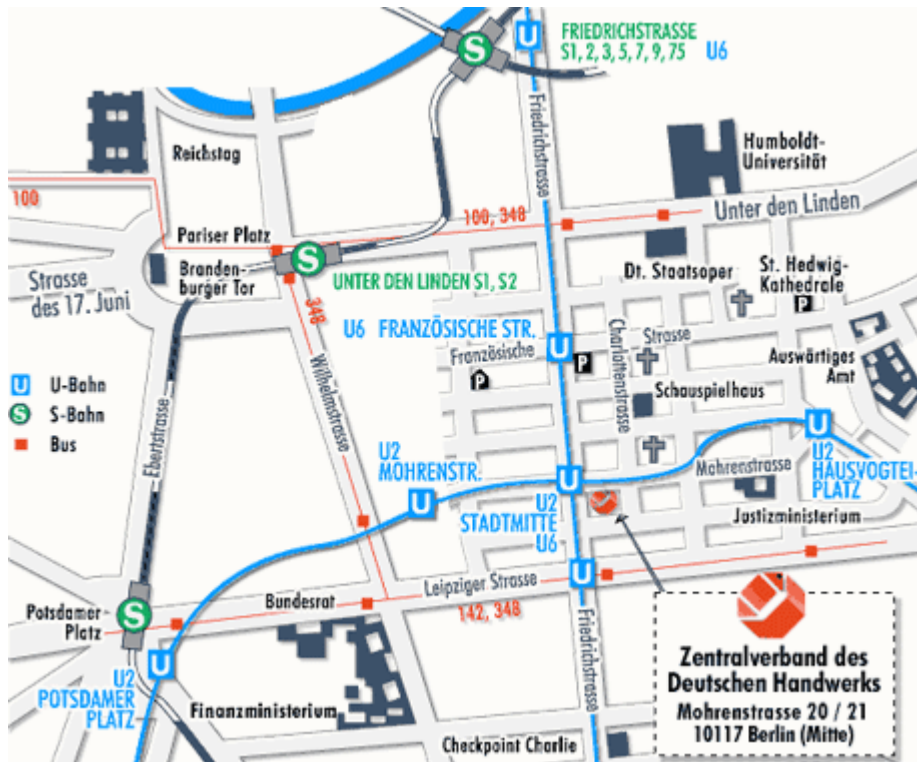 FRIEDRICHSTRASSE
S1, 2, 3, 5, 7, 9, 75 U6
S
U
Friedrichstrasse
Humboldt-
Universität
Reichstag
100
100, 348
Unter den Linden
Pariser Platz
S
Branden-
burger Tor
UNTER DEN LINDEN S1, S2
Dt. Staatsoper
St. Hedwig-
Kathedrale
P
Strasse
des 17. Juni
348
U6 FRANZÖSISCHE STR.
U
Französische
Strasse
P
P
Charlottenstrasse
Auswärtiges
Amt
Schauspielhaus
Wilhelmstrasse
Ebertstrasse
U U-Bahn
S S-Bahn
Bus
U2
MOHRENSTR.
U
U
U2
STADTMITTE
U6
Mohrenstrasse
U
U2
HAUSVOGTEI-
PLATZ
Justizministerium
U
Leipziger Strasse
142, 348
Bundesrat
Potsdamer
Platz
S
U
U2
POTSDAMER
PLATZ
Finanzministerium
Friedrichstrasse
Checkpoint Charlie
Zentralverband des
Deutschen Handwerks
Mohrenstrasse 20 / 21
10117 Berlin (Mitte)